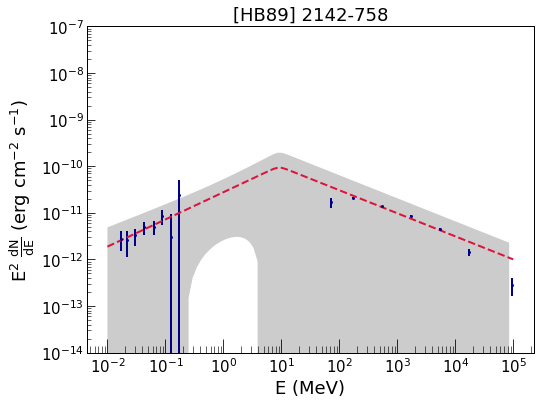 [HB89] 2142-758
E² dN/dE (erg cm⁻² s⁻¹)
10⁻⁷
10⁻⁸
10⁻⁹
10⁻¹⁰
10⁻¹¹
10⁻¹²
10⁻¹³
10⁻¹⁴
10⁻² 10⁻¹ 10⁰ 10¹ 10² 10³ 10⁴ 10⁵
E (MeV)